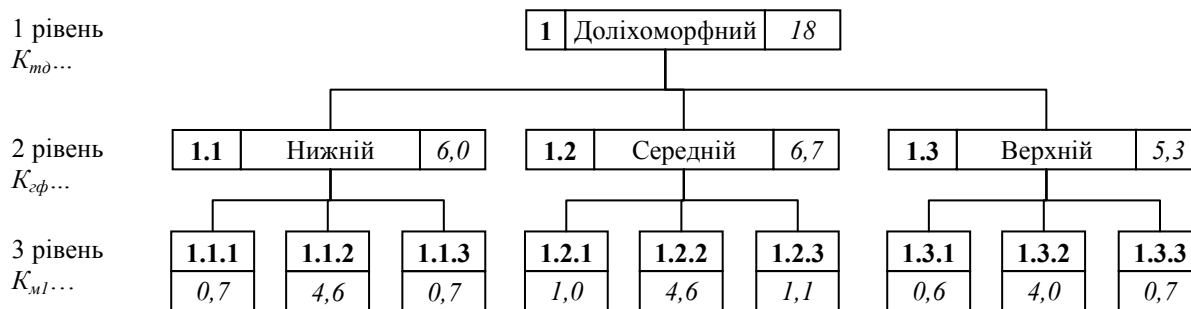 1 рівень 1 Доліхоморфний 18
Kтд...
2 рівень 1.1 Нижній 6,0 1.2 Середній 6,7 1.3 Верхній 5,3
Kгф...
3 рівень 1.1.1 1.1.2 1.1.3 1.2.1 1.2.2 1.2.3 1.3.1 1.3.2 1.3.3
Kм1... 0,7 4,6 0,7 1,0 4,6 1,1 0,6 4,0 0,7